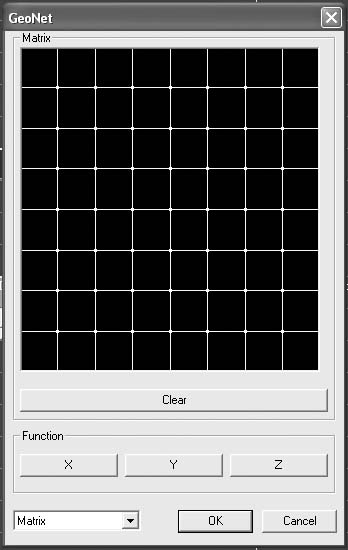 GeoNet
Matrix
Clear
Function
X Y Z
Matrix OK Cancel